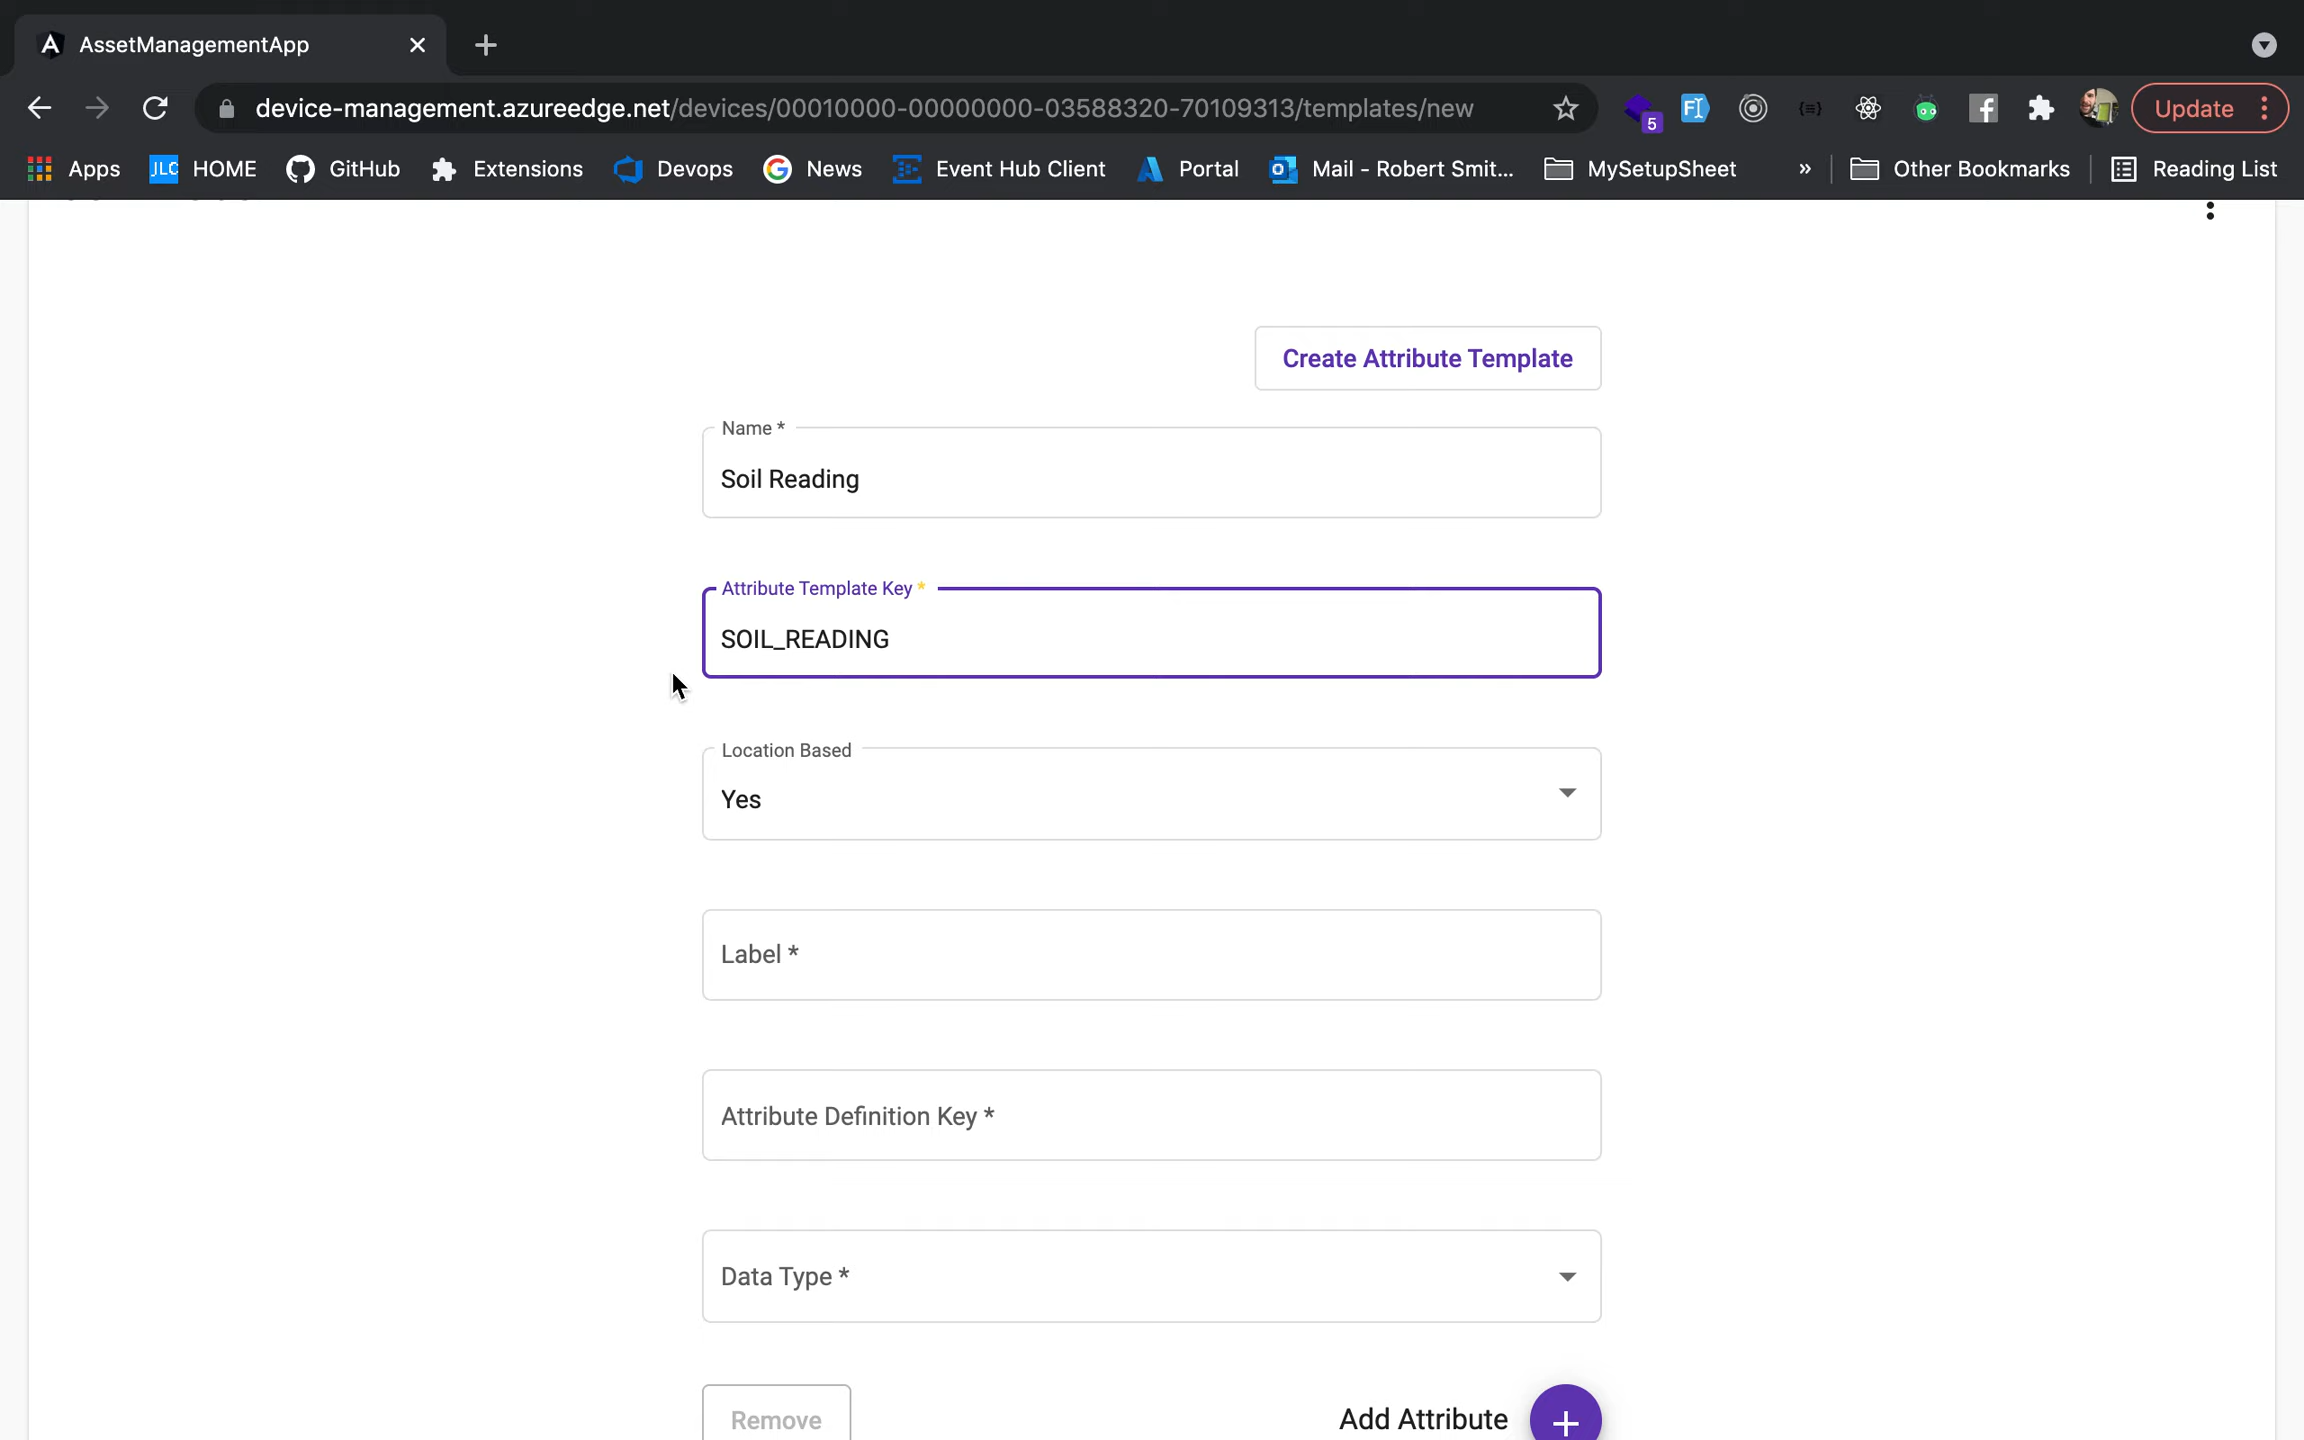 AssetManagementApp
device-management.azureedge.net/devices/00010000-00000000-03588320-70109313/templates/new
5
Update
Apps
JLC HOME
GitHub
Extensions
Devops
News
Event Hub Client
Portal
Mail - Robert Smit...
MySetupSheet
»
Other Bookmarks
Reading List
Create Attribute Template
Name *
Soil Reading
Attribute Template Key *
SOIL_READING
Location Based
Yes
Label *
Attribute Definition Key *
Data Type *
Remove
Add Attribute
+